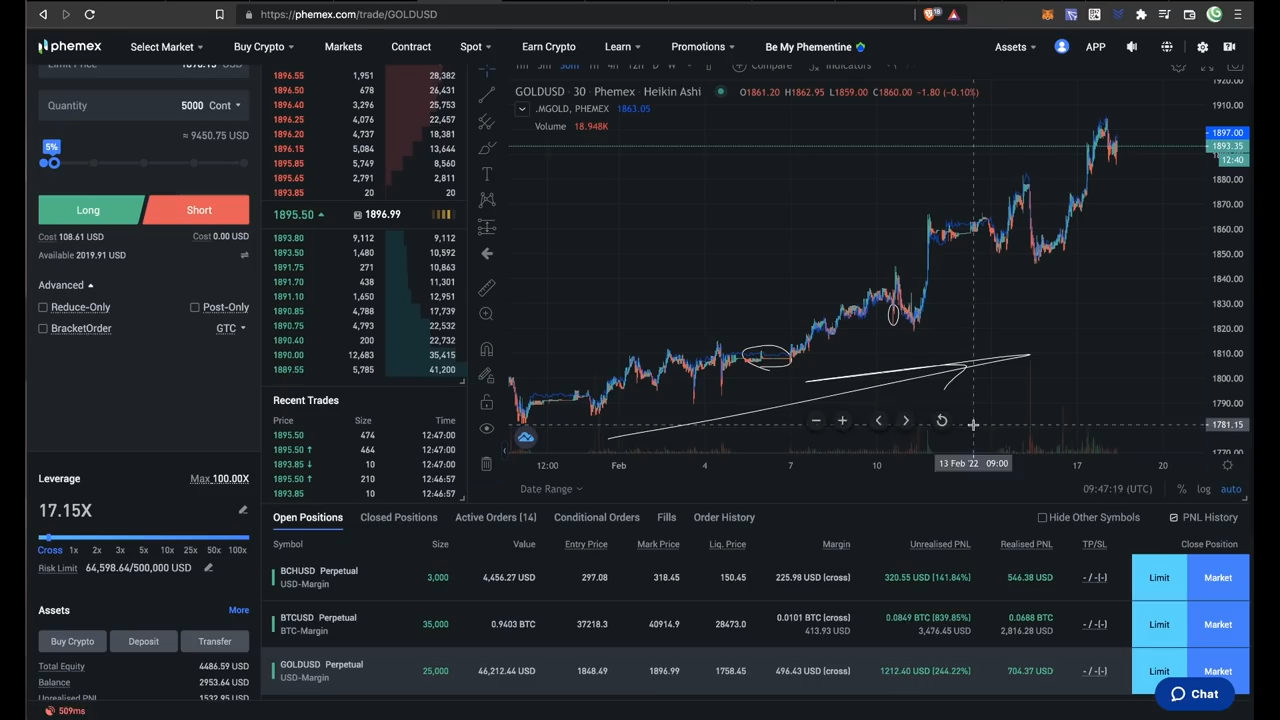 https://phemex.com/trade/GOLDUSD
18
phemex Select Market Buy Crypto Markets Contract Spot Earn Crypto Learn Promotions Be My Phementine Assets APP
Quantity 5000 Cont
≈ 9450.75 USD
5%
Long Short
Cost 108.61 USD Cost 0.00 USD
Available 2019.91 USD
Advanced
Reduce-Only Post-Only
BracketOrder GTC
Leverage Max 100.00X
17.15X
Cross 1x 2x 3x 5x 10x 25x 50x 100x
Risk Limit 64,598.64/500,000 USD
Assets More
Buy Crypto Deposit Transfer
Total Equity 4486.59 USD
Balance 2953.64 USD
Unrealised PNL 1532.95 USD
509ms
1896.55 1,951 28,382
1896.50 678 26,431
1896.40 3,296 25,753
1896.25 4,076 22,457
1896.20 4,737 18,381
1896.15 5,084 13,644
1895.85 5,749 8,560
1895.65 2,791 2,811
1893.85 20 20
1895.50 1896.99
1893.80 9,112 9,112
1893.50 1,480 10,592
1891.75 271 10,863
1891.70 438 11,301
1891.10 1,650 12,951
1890.85 4,788 17,739
1890.75 4,793 22,532
1890.40 200 22,732
1890.00 12,683 35,415
1889.55 5,785 41,200
Recent Trades
Price Size Time
1895.50 474 12:47:00
1895.50 ↑ 464 12:47:00
1893.85 ↓ 10 12:47:00
1895.50 ↑ 210 12:46:57
1893.85 10 12:46:57
Compare Indicators
GOLDUSD · 30 · Phemex · Heikin Ashi O1861.20 H1862.95 L1859.00 C1860.00 -1.80 (-0.10%)
.MGOLD, PHEMEX 1863.05
Volume 18.948K
1920.00
1910.00
1897.00
1893.35
12:40
1880.00
1870.00
1860.00
1850.00
1840.00
1830.00
1820.00
1810.00
1800.00
1790.00
1781.15
1770.00
12:00 Feb 4 7 10 13 Feb '22 09:00 17 20
Date Range 09:47:19 (UTC) % log auto
Open Positions Closed Positions Active Orders (14) Conditional Orders Fills Order History Hide Other Symbols PNL History
Symbol Size Value Entry Price Mark Price Liq. Price Margin Unrealised PNL Realised PNL TP/SL Close Position
BCHUSD Perpetual
USD-Margin 3,000 4,456.27 USD 297.08 318.45 150.45 225.98 USD (cross) 320.55 USD (141.84%) 546.38 USD - / -(-) Limit Market
BTCUSD Perpetual
BTC-Margin 35,000 0.9403 BTC 37218.3 40914.9 28473.0 0.0101 BTC (cross) 0.0849 BTC (839.85%) 0.0688 BTC - / -(-) Limit Market
413.93 USD 3,476.45 USD 2,816.28 USD
GOLDUSD Perpetual
USD-Margin 25,000 46,212.44 USD 1848.49 1896.99 1758.45 496.43 USD (cross) 1212.40 USD (244.22%) 704.37 USD - / -(-) Limit Market
Chat